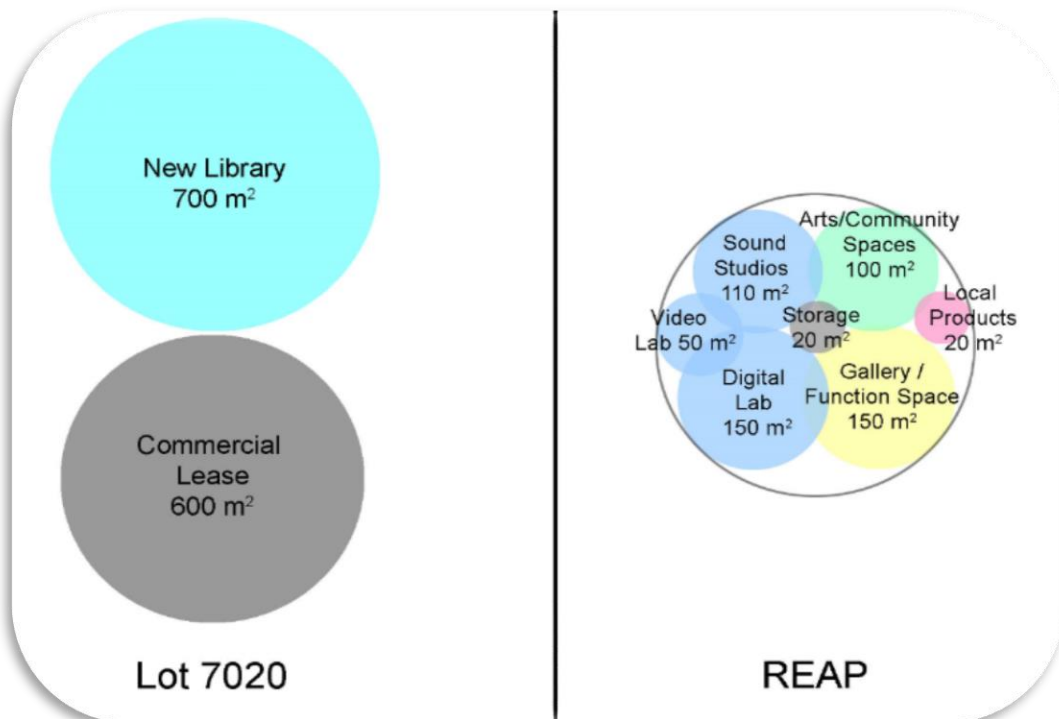 New Library
700 m²
Commercial
Lease
600 m²
Lot 7020
Arts/Community
Spaces
100 m²
Sound
Studios
110 m²
Local
Products
20 m²
Storage
20 m²
Video
Lab 50 m²
Digital
Lab
150 m²
Gallery /
Function Space
150 m²
REAP